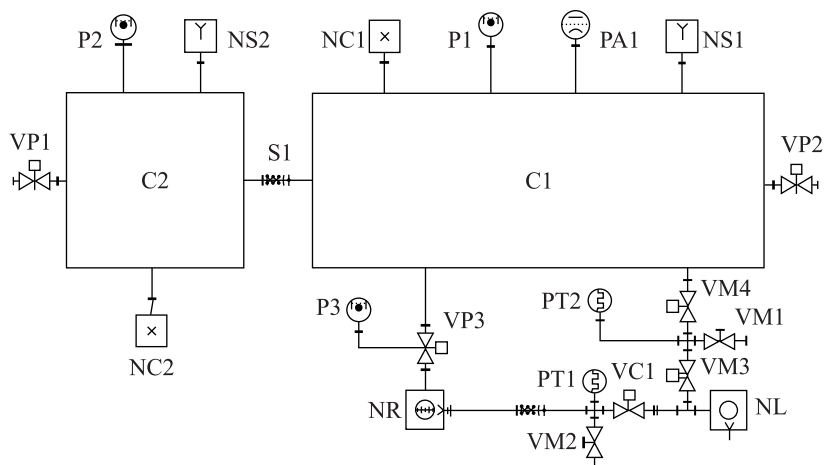 P2
NS2
NC1
P1
PA1
NS1
VP1
S1
VP2
C2
C1
P3
VP3
PT2
VM4
VM1
NC2
VM3
PT1
VC1
NR
NL
VM2